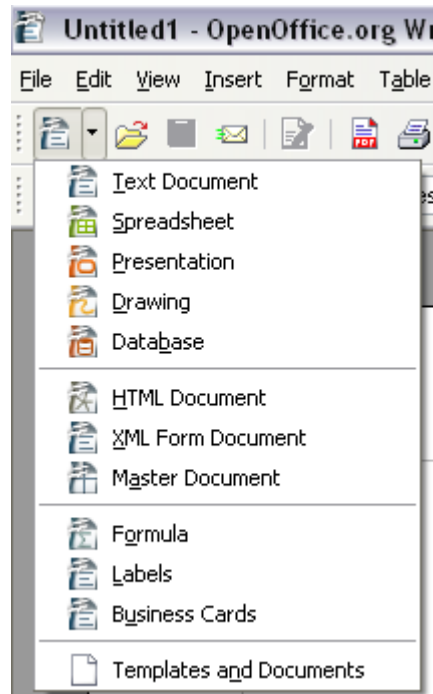 Untitled1 - OpenOffice.org Wr
File Edit View Insert Format Table
PDF
Text Document
Spreadsheet
Presentation
Drawing
Database
HTML Document
XML Form Document
Master Document
Formula
Labels
Business Cards
Templates and Documents